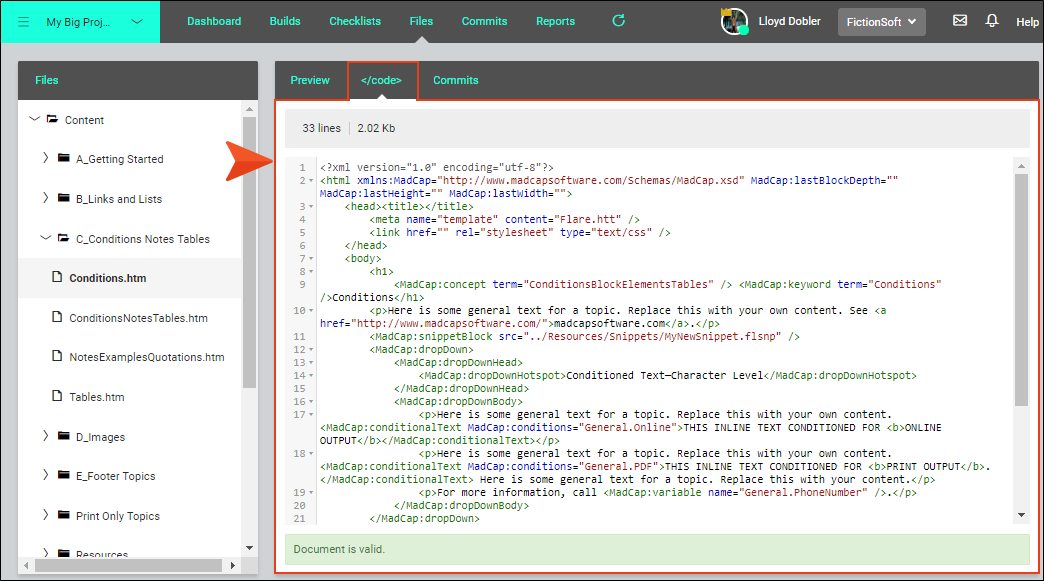 My Big Proj...
Dashboard
Builds
Checklists
Files
Commits
Reports
Lloyd Dobler
FictionSoft
Help
Files
Content
A_Getting Started
B_Links and Lists
C_Conditions Notes Tables
Conditions.htm
ConditionsNotesTables.htm
NotesExamplesQuotations.htm
Tables.htm
D_Images
E_Footer Topics
Print Only Topics
Resources
Preview
</code>
Commits
33 lines 2.02 Kb
1 <?xml version="1.0" encoding="utf-8"?>
2 <html xmlns:MadCap="http://www.madcapsoftware.com/Schemas/MadCap.xsd" MadCap:lastBlockDepth=""
MadCap:lastHeight="" MadCap:lastWidth="">
3 <head><title></title>
4 <meta name="template" content="Flare.htt" />
5 <link href="" rel="stylesheet" type="text/css" />
6 </head>
7 <body>
8 <h1>
9 <MadCap:concept term="ConditionsBlockElementsTables" /> <MadCap:keyword term="Conditions"
/>Conditions</h1>
10 <p>Here is some general text for a topic. Replace this with your own content. See <a
href="http://www.madcapsoftware.com/">madcapsoftware.com</a>.</p>
11 <MadCap:snippetBlock src="../Resources/Snippets/MyNewSnippet.flsnp" />
12 <MadCap:dropDown>
13 <MadCap:dropDownHead>
14 <MadCap:dropDownHotspot>Conditioned Text—Character Level</MadCap:dropDownHotspot>
15 </MadCap:dropDownHead>
16 <MadCap:dropDownBody>
17 <p>Here is some general text for a topic. Replace this with your own content.
<MadCap:conditionalText MadCap:conditions="General.Online">THIS INLINE TEXT CONDITIONED FOR <b>ONLINE
OUTPUT</b></MadCap:conditionalText></p>
18 <p>Here is some general text for a topic. Replace this with your own content.
<MadCap:conditionalText MadCap:conditions="General.PDF">THIS INLINE TEXT CONDITIONED FOR <b>PRINT OUTPUT</b>.
</MadCap:conditionalText> Here is some general text for a topic. Replace this with your own content.</p>
19 <p>For more information, call <MadCap:variable name="General.PhoneNumber" />.</p>
20 </MadCap:dropDownBody>
21 </MadCap:dropDown>
Document is valid.